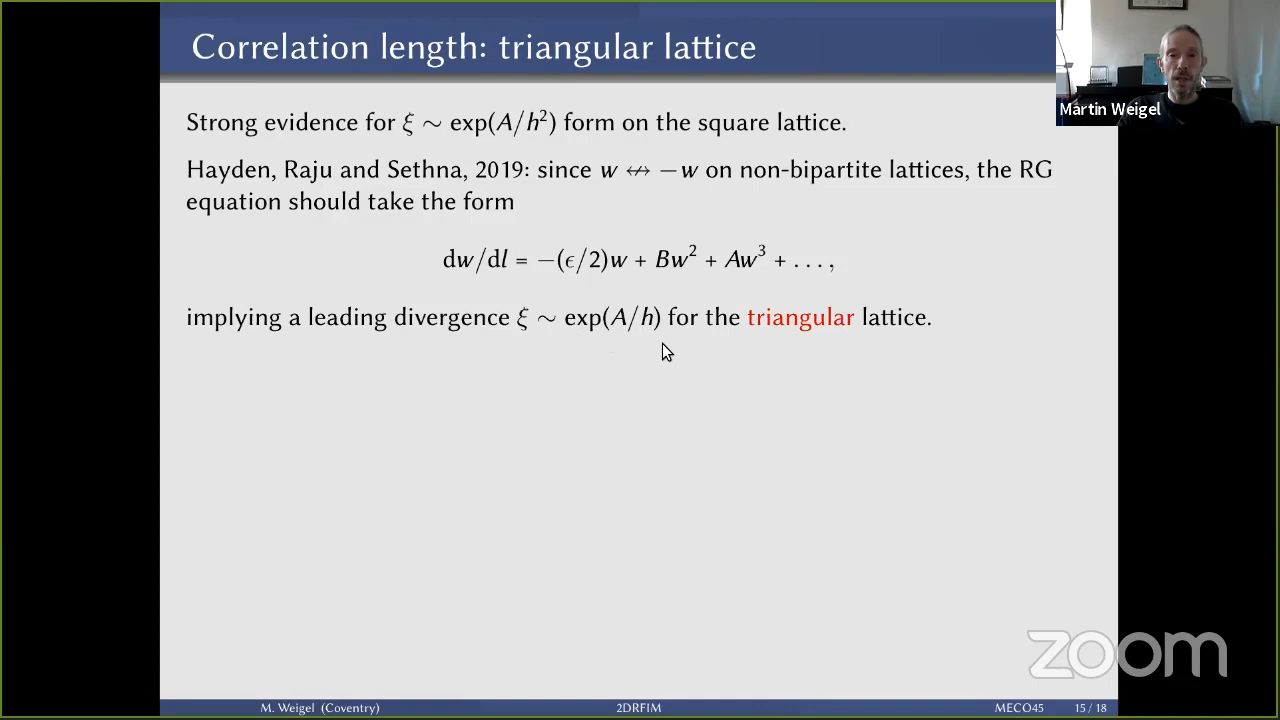 Correlation length: triangular lattice
Martin Weigel
Strong evidence for ξ ∼ exp(A/h²) form on the square lattice.
Hayden, Raju and Sethna, 2019: since w ↮ −w on non-bipartite lattices, the RG
equation should take the form
dw/dl = −(ϵ/2)w + Bw² + Aw³ + . . . ,
implying a leading divergence ξ ∼ exp(A/h) for the triangular lattice.
zoom
M. Weigel (Coventry) 2DRFIM MECO45 15 / 18